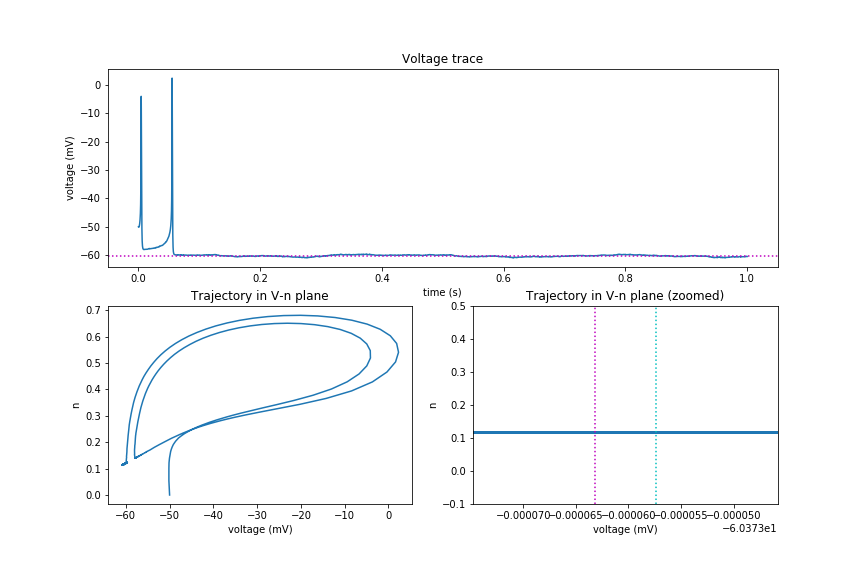 Voltage trace
voltage (mV)
0
−10
−20
−30
−40
−50
−60
0.0 0.2 0.4 0.6 0.8 1.0
time (s)
Trajectory in V-n plane
n
0.7
0.6
0.5
0.4
0.3
0.2
0.1
0.0
−60 −50 −40 −30 −20 −10 0
voltage (mV)
Trajectory in V-n plane (zoomed)
n
0.5
0.4
0.3
0.2
0.1
0.0
−0.1
−0.000070 −0.000065 −0.000060 −0.000055 −0.000050
voltage (mV)
−6.0373e1